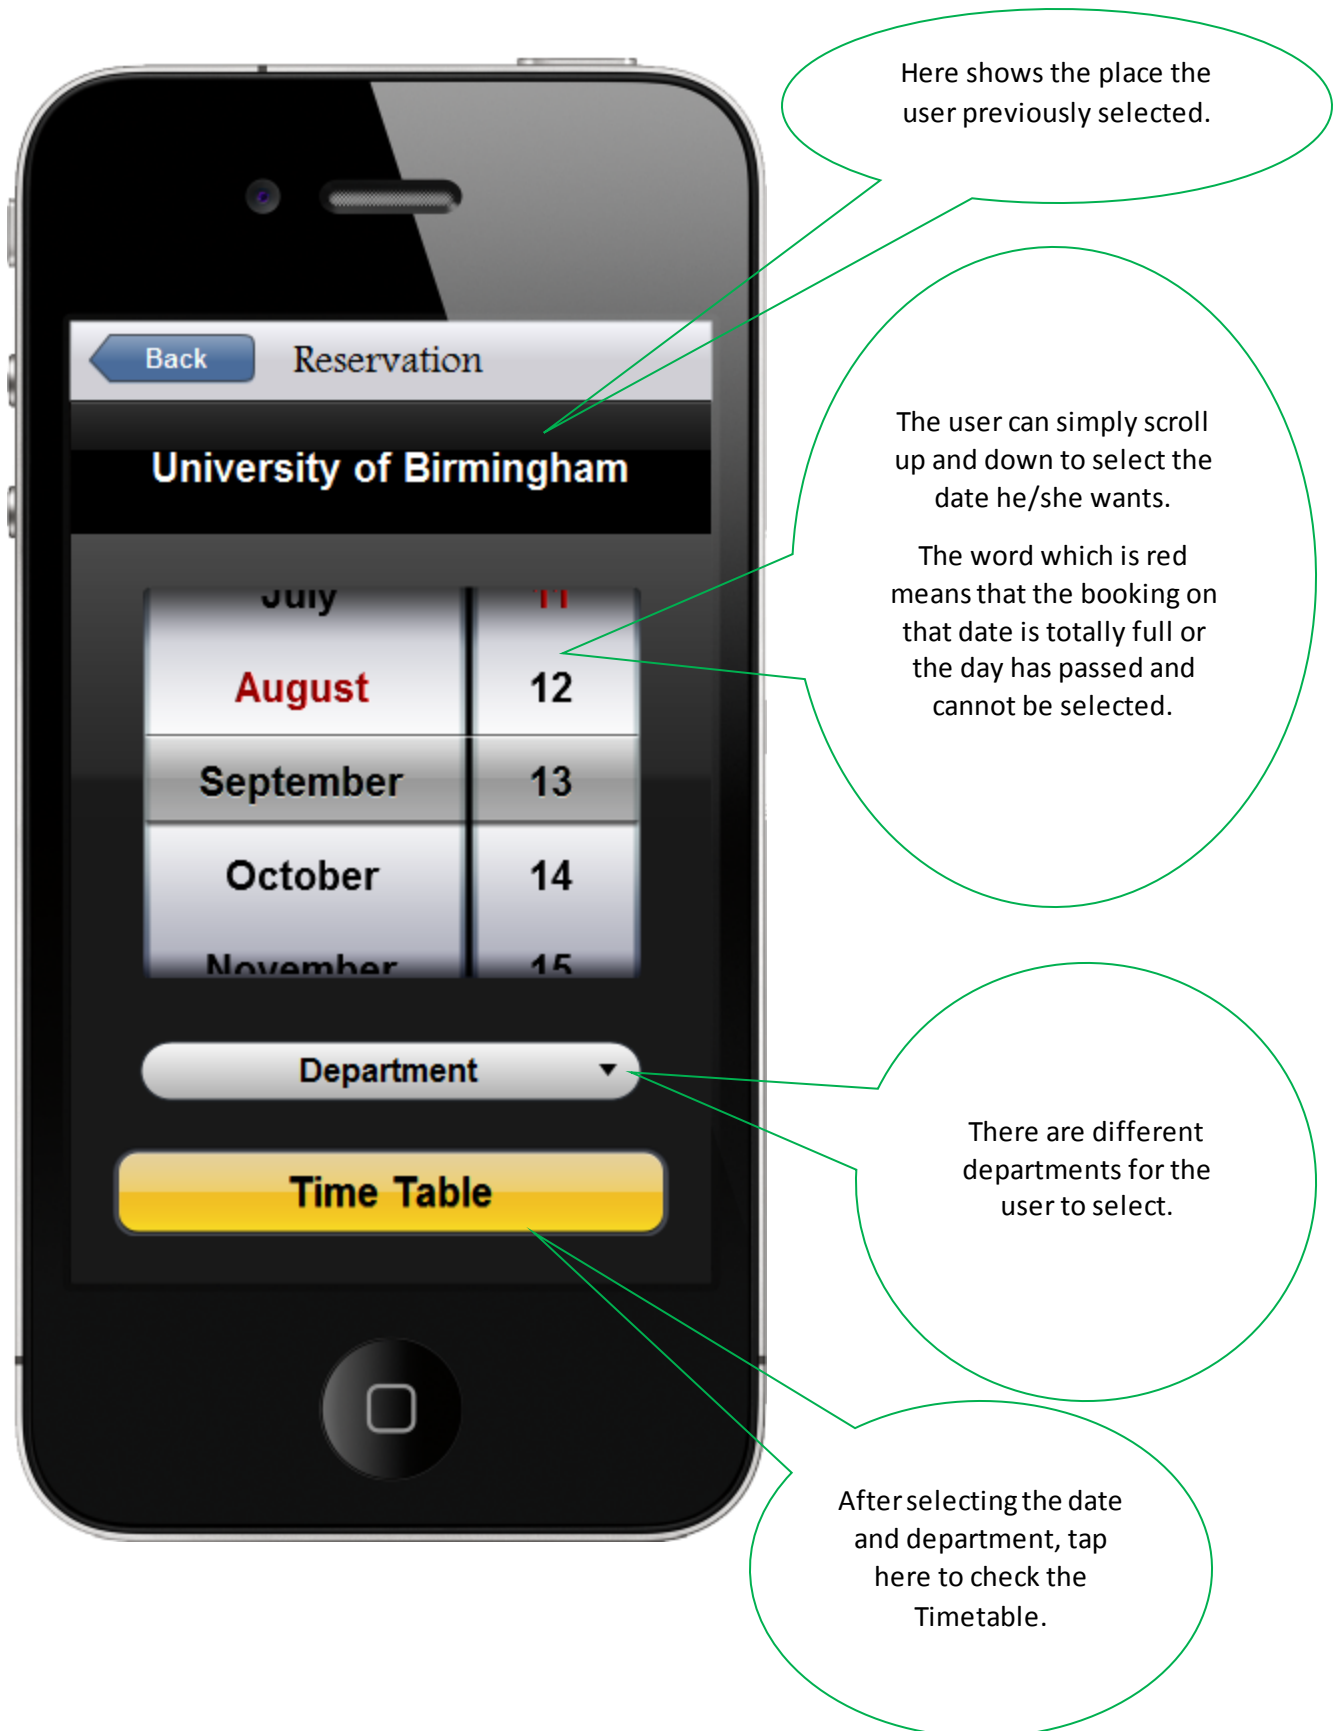 Here shows the place the
user previously selected.
Back
Reservation
University of Birmingham
The user can simply scroll
up and down to select the
date he/she wants.
The word which is red
means that the booking on
that date is totally full or
the day has passed and
cannot be selected.
July 11
August 12
September 13
October 14
November 15
Department
There are different
departments for the
user to select.
Time Table
After selecting the date
and department, tap
here to check the
Timetable.